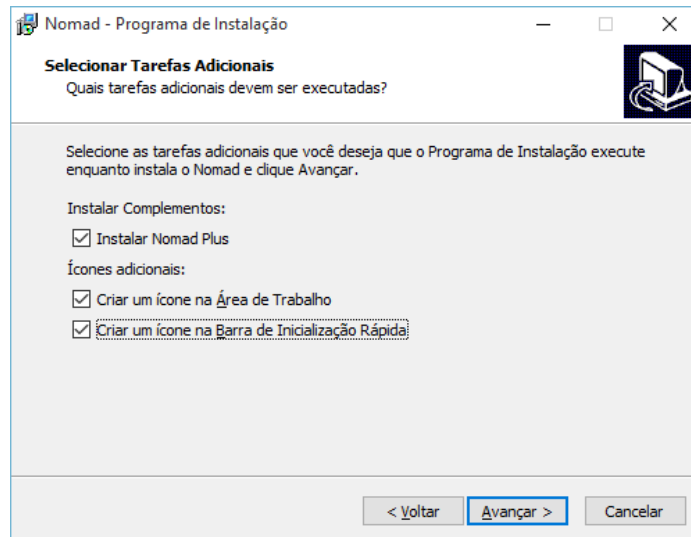 Nomad - Programa de Instalação
Selecionar Tarefas Adicionais
Quais tarefas adicionais devem ser executadas?
Selecione as tarefas adicionais que você deseja que o Programa de Instalação execute
enquanto instala o Nomad e clique Avançar.
Instalar Complementos:
Instalar Nomad Plus
Ícones adicionais:
Criar um ícone na Área de Trabalho
Criar um ícone na Barra de Inicialização Rápida
< Voltar
Avançar >
Cancelar